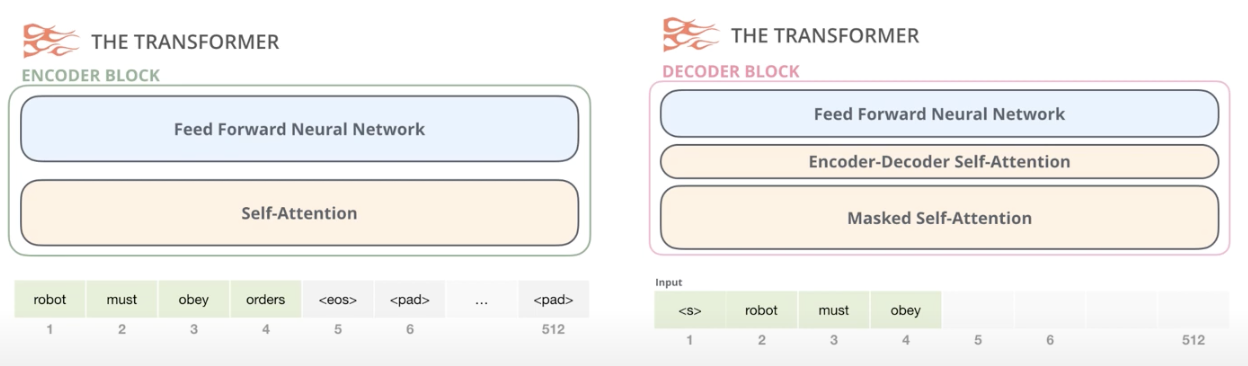 THE TRANSFORMER
ENCODER BLOCK
Feed Forward Neural Network
Self-Attention
robot must obey orders <eos> <pad> ... <pad>
1 2 3 4 5 6 512
THE TRANSFORMER
DECODER BLOCK
Feed Forward Neural Network
Encoder-Decoder Self-Attention
Masked Self-Attention
Input
<s> robot must obey
1 2 3 4 5 6 512